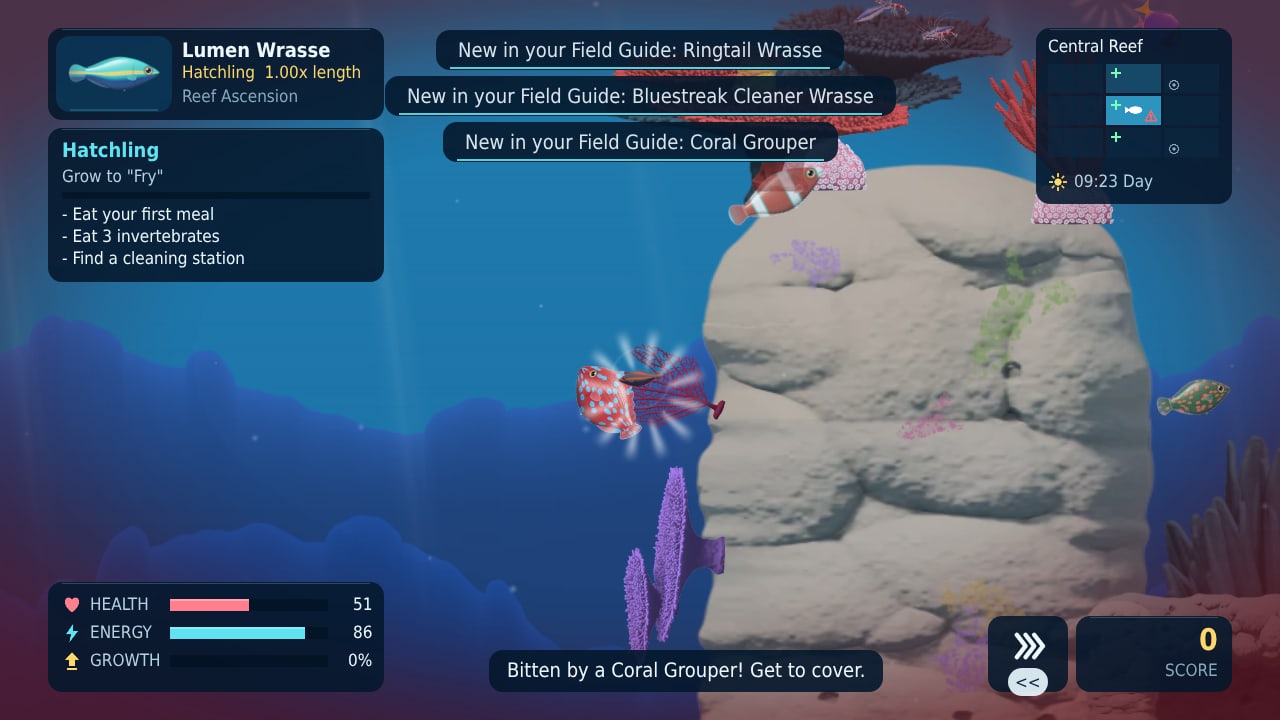 Lumen Wrasse
Hatchling 1.00x length
Reef Ascension
Hatchling
Grow to "Fry"
- Eat your first meal
- Eat 3 invertebrates
- Find a cleaning station
New in your Field Guide: Ringtail Wrasse
New in your Field Guide: Bluestreak Cleaner Wrasse
New in your Field Guide: Coral Grouper
Central Reef
09:23 Day
HEALTH 51
ENERGY 86
GROWTH 0%
Bitten by a Coral Grouper! Get to cover.
<<
0
SCORE